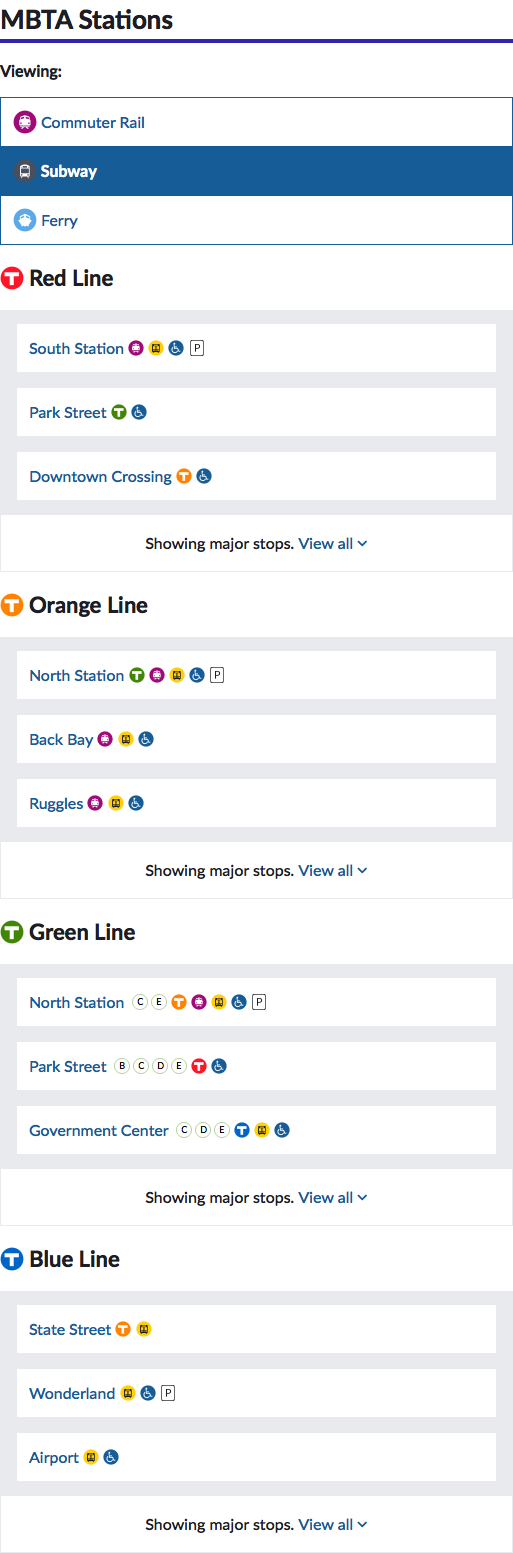 MBTA Stations
Viewing:
Commuter Rail
Subway
Ferry
T Red Line
South Station P
Park Street T
Downtown Crossing T
Showing major stops. View all
T Orange Line
North Station T P
Back Bay
Ruggles
Showing major stops. View all
T Green Line
North Station C E T P
Park Street B C D E T
Government Center C D E T
Showing major stops. View all
T Blue Line
State Street T
Wonderland P
Airport
Showing major stops. View all